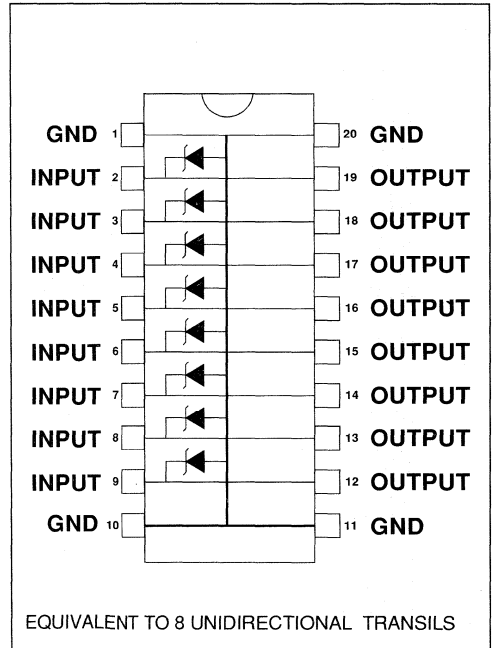 GND 1 20 GND
INPUT 2 19 OUTPUT
INPUT 3 18 OUTPUT
INPUT 4 17 OUTPUT
INPUT 5 16 OUTPUT
INPUT 6 15 OUTPUT
INPUT 7 14 OUTPUT
INPUT 8 13 OUTPUT
INPUT 9 12 OUTPUT
GND 10 11 GND
EQUIVALENT TO 8 UNIDIRECTIONAL TRANSILS